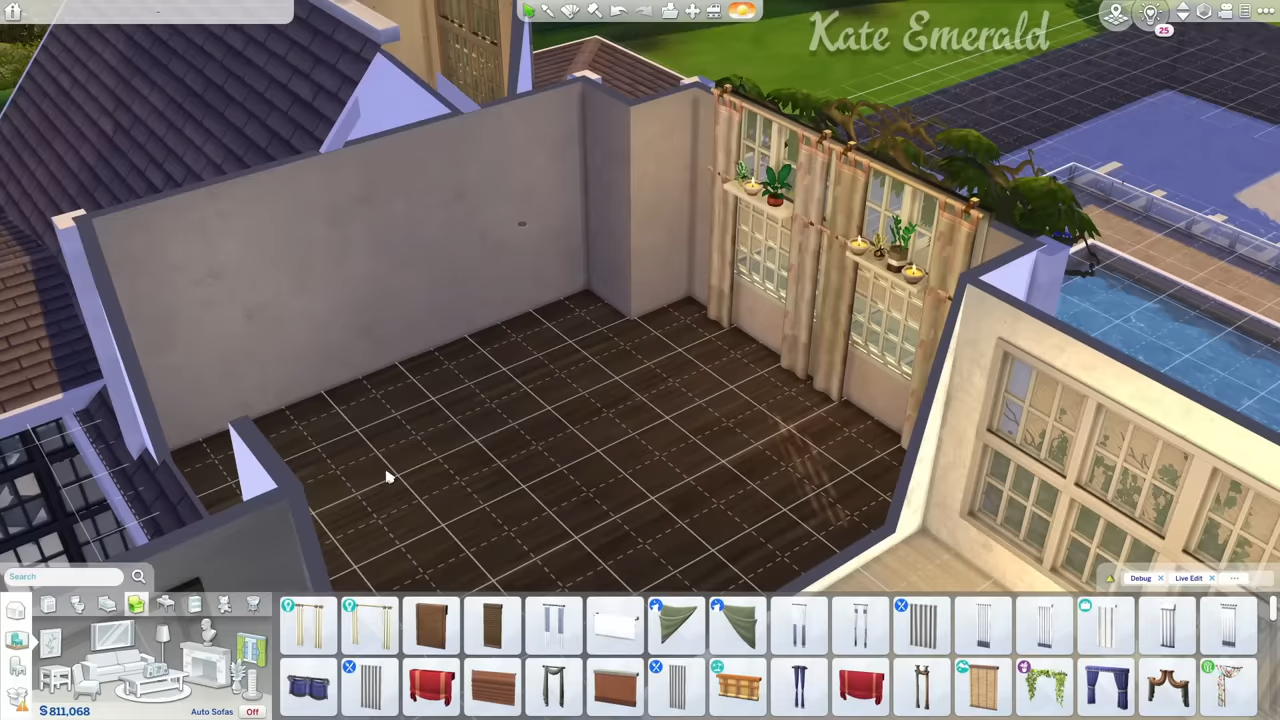 -
Kate Emerald
25
Search
Debug
Live Edit
$811,068
Auto Sofas
Off